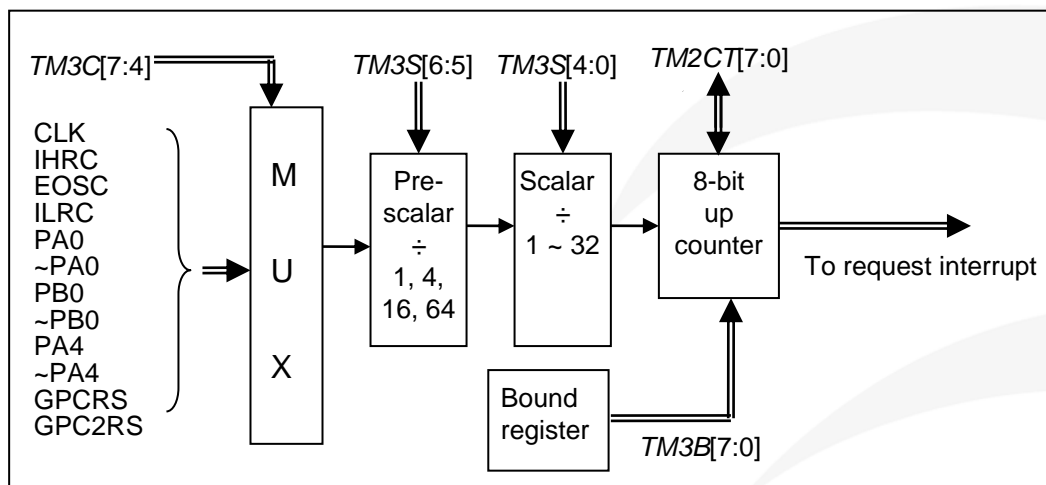 TM3C[7:4]
TM3S[6:5]
TM3S[4:0]
TM2CT[7:0]
CLK
IHRC
EOSC
ILRC
PA0
~PA0
PB0
~PB0
PA4
~PA4
GPCRS
GPC2RS
M
U
X
Pre-
scalar
÷
1, 4,
16, 64
Scalar
÷
1 ~ 32
8-bit
up
counter
To request interrupt
Bound
register
TM3B[7:0]